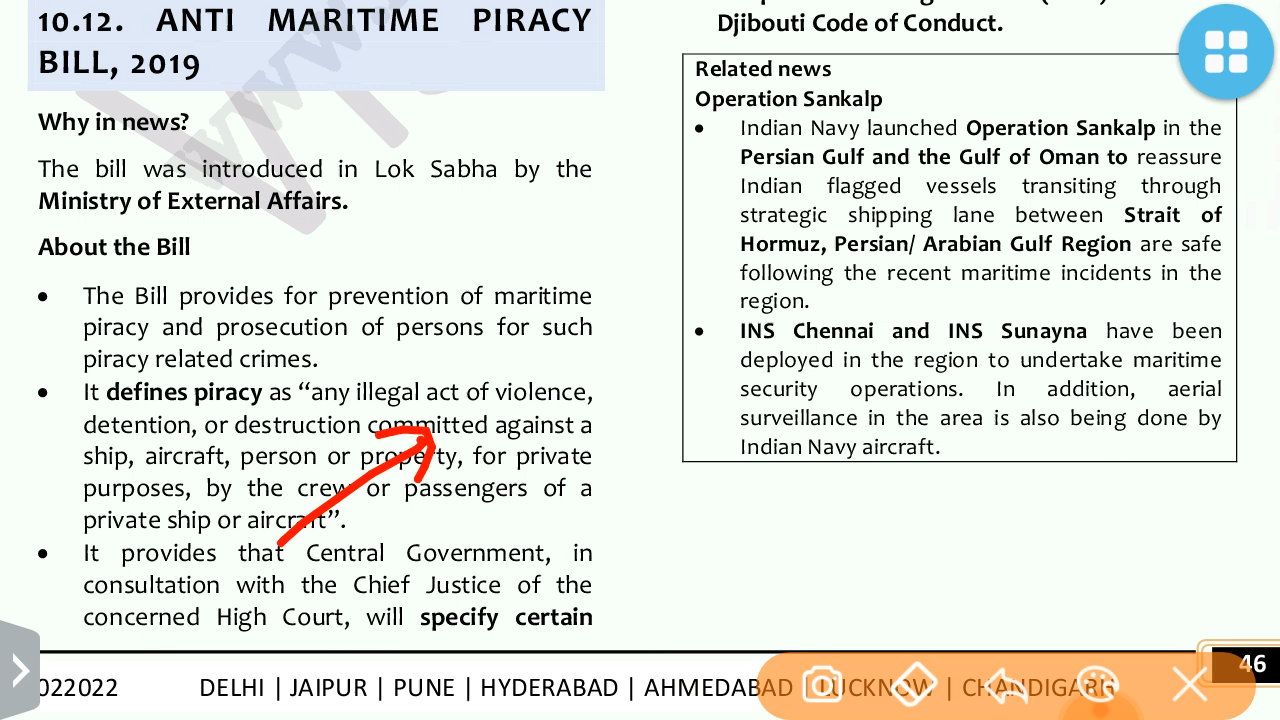 10.12. ANTI MARITIME PIRACY
BILL, 2019
Why in news?
The bill was introduced in Lok Sabha by the
Ministry of External Affairs.
About the Bill
• The Bill provides for prevention of maritime
piracy and prosecution of persons for such
piracy related crimes.
• It defines piracy as “any illegal act of violence,
detention, or destruction committed against a
ship, aircraft, person or property, for private
purposes, by the crew or passengers of a
private ship or aircraft”.
• It provides that Central Government, in
consultation with the Chief Justice of the
concerned High Court, will specify certain
Djibouti Code of Conduct.
Related news
Operation Sankalp
• Indian Navy launched Operation Sankalp in the
Persian Gulf and the Gulf of Oman to reassure
Indian flagged vessels transiting through
strategic shipping lane between Strait of
Hormuz, Persian/ Arabian Gulf Region are safe
following the recent maritime incidents in the
region.
• INS Chennai and INS Sunayna have been
deployed in the region to undertake maritime
security operations. In addition, aerial
surveillance in the area is also being done by
Indian Navy aircraft.
46
022022 DELHI | JAIPUR | PUNE | HYDERABAD | AHMEDABAD | LUCKNOW | CHANDIGARH